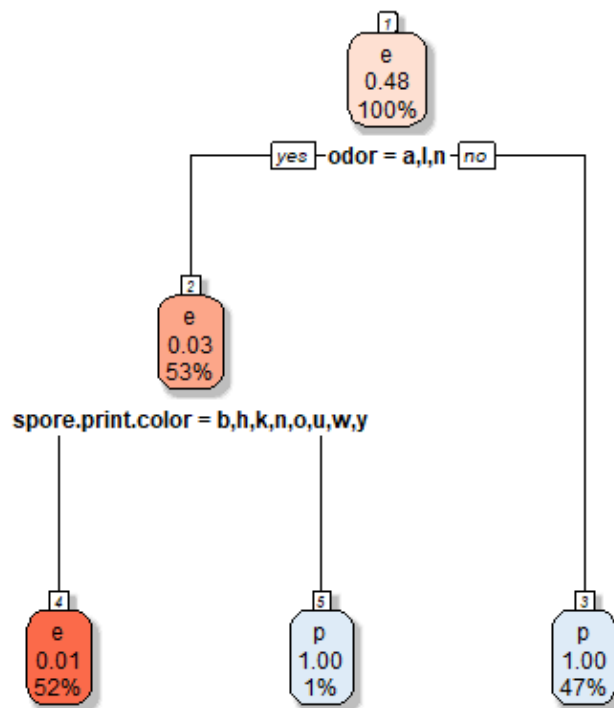 1
e
0.48
100%
yes odor = a,l,n no
2
e
0.03
53%
spore.print.color = b,h,k,n,o,u,w,y
4
e
0.01
52%
5
p
1.00
1%
3
p
1.00
47%